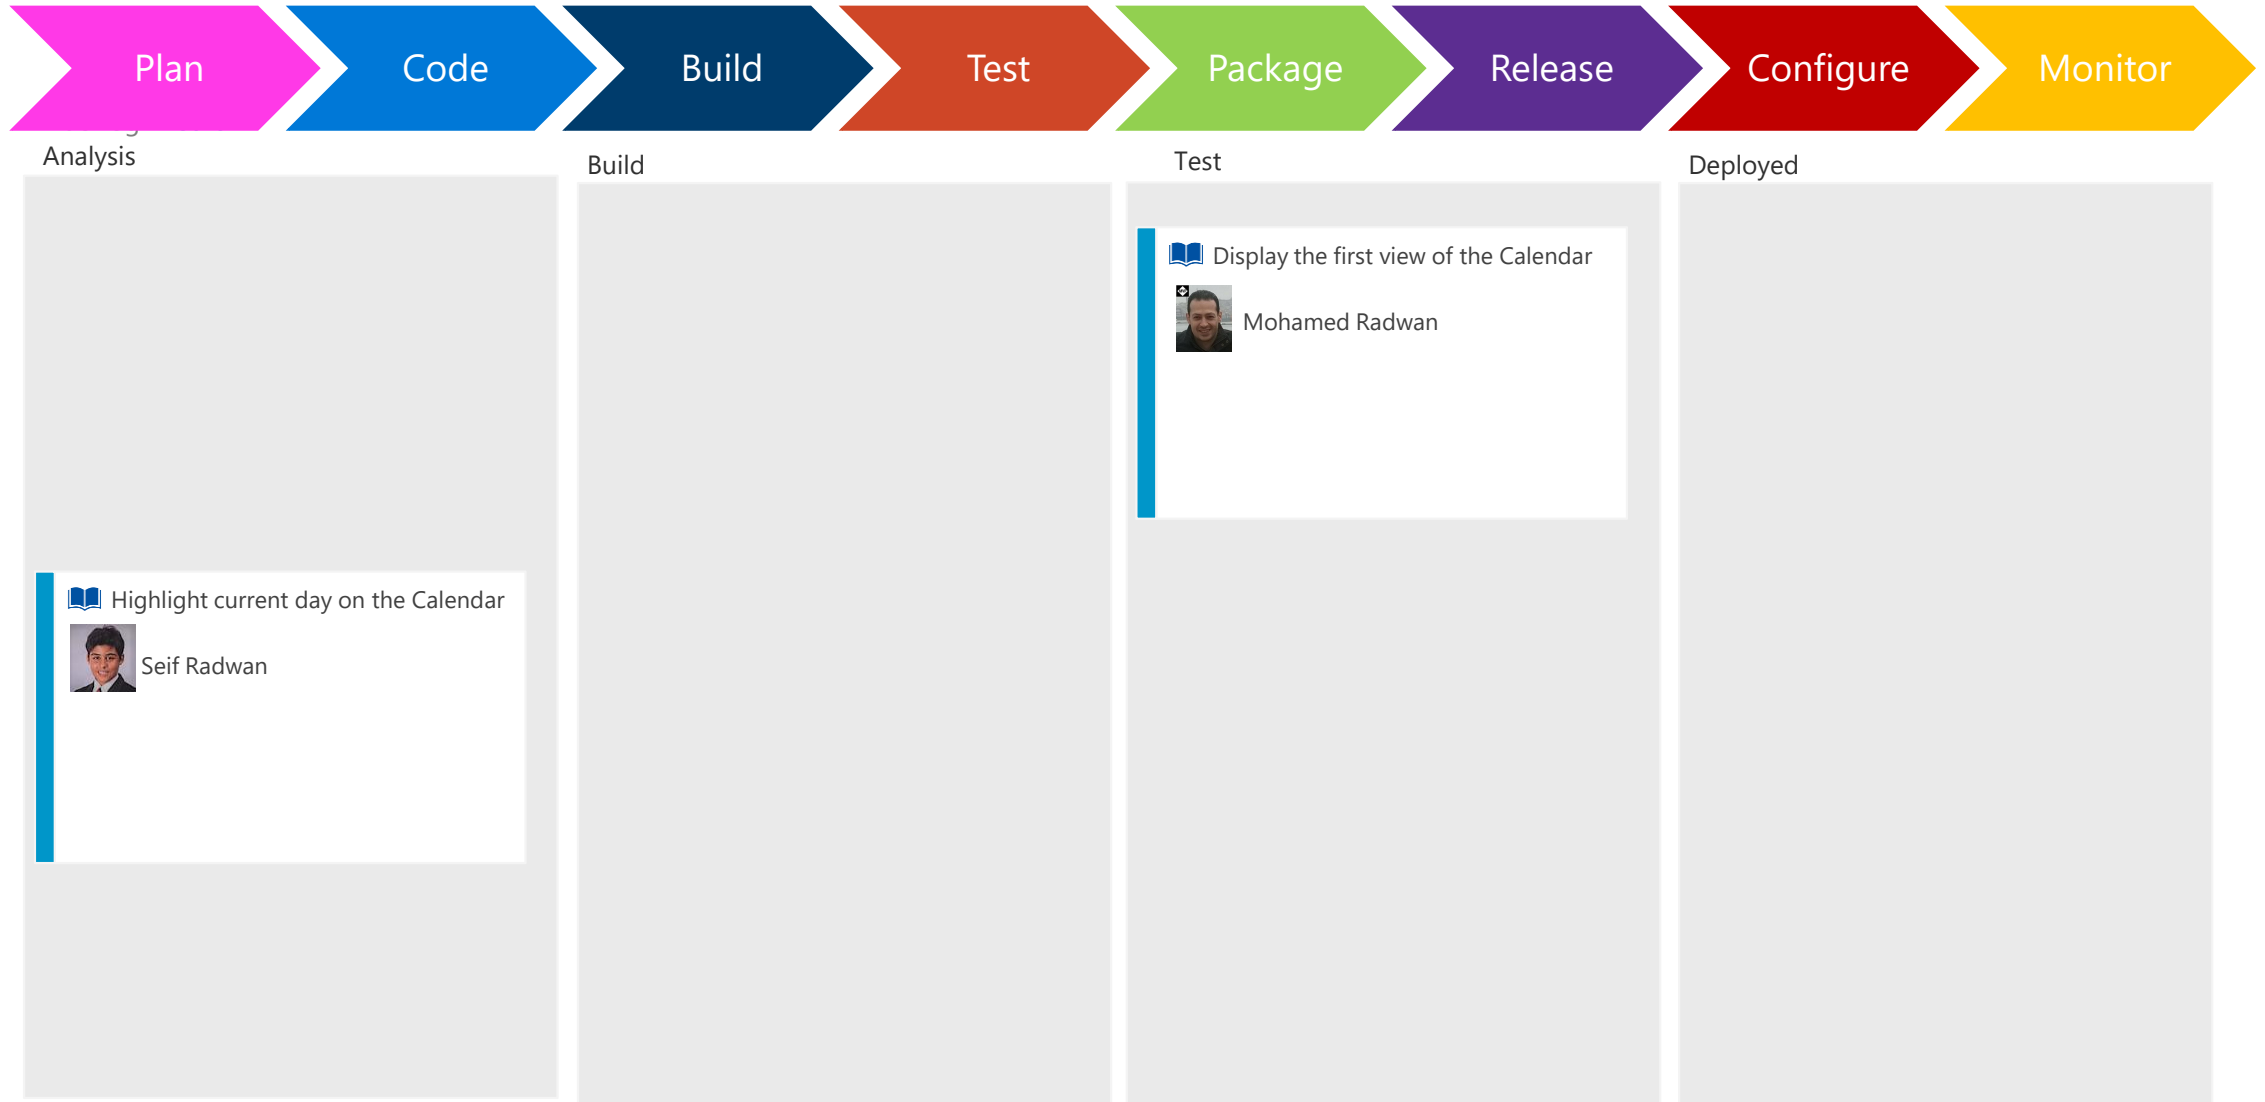 Plan
Code
Build
Test
Package
Release
Configure
Monitor
Analysis
Build
Test
Deployed
Display the first view of the Calendar
Mohamed Radwan
Highlight current day on the Calendar
Seif Radwan